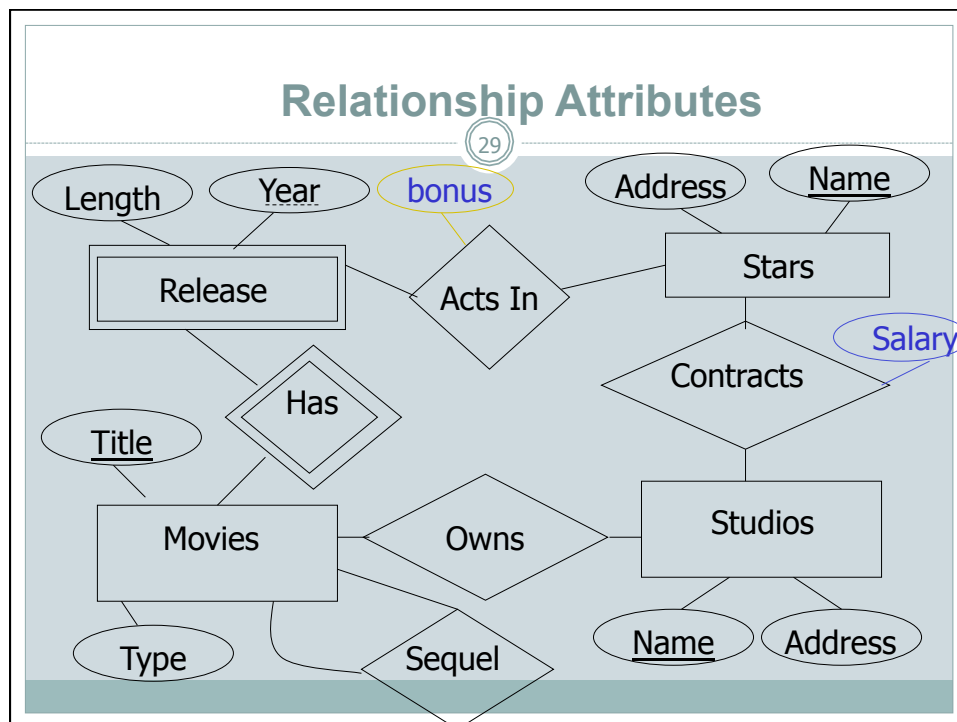 Relationship Attributes
29
Length
Year
bonus
Address
Name
Release
Acts In
Stars
Salary
Has
Contracts
Title
Movies
Owns
Studios
Type
Sequel
Name
Address